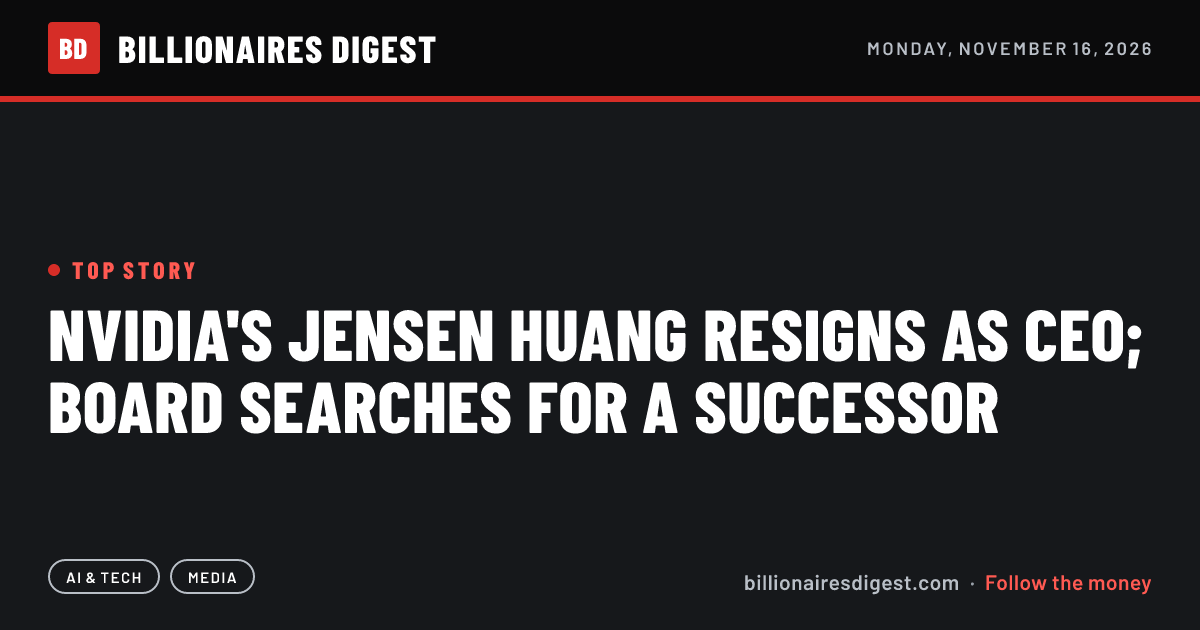 BD
BILLIONAIRES DIGEST
MONDAY, NOVEMBER 16, 2026
TOP STORY
NVIDIA'S JENSEN HUANG RESIGNS AS CEO;
BOARD SEARCHES FOR A SUCCESSOR
AI & TECH
MEDIA
billionairesdigest.com · Follow the money